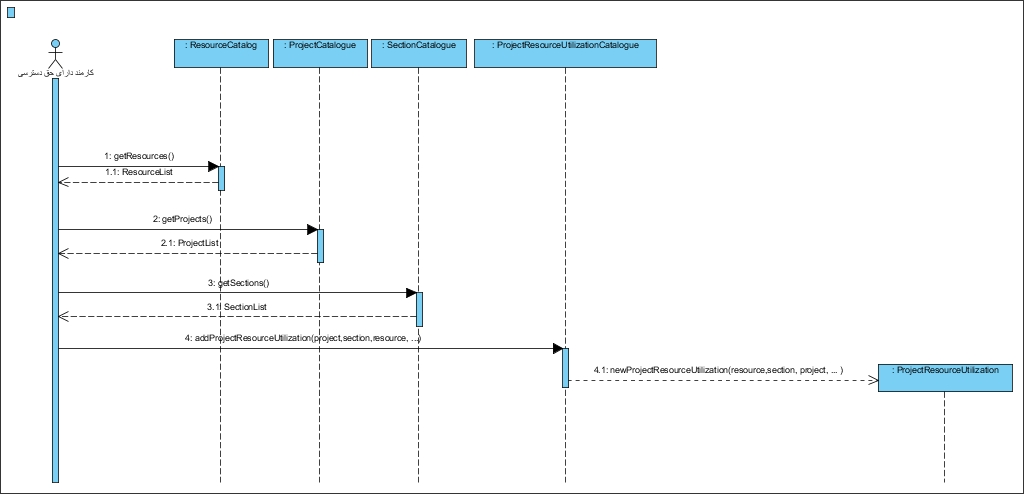 : ResourceCatalog
: ProjectCatalogue
: SectionCatalogue
: ProjectResourceUtilizationCatalogue
کارمند دارای حق دسترسی
1: getResources()
1.1: ResourceList
2: getProjects()
2.1: ProjectList
3: getSections()
3.1: SectionList
4: addProjectResourceUtilization(project,section,resource, ...)
4.1: newProjectResourceUtilization(resource,section, project, ... )
: ProjectResourceUtilization